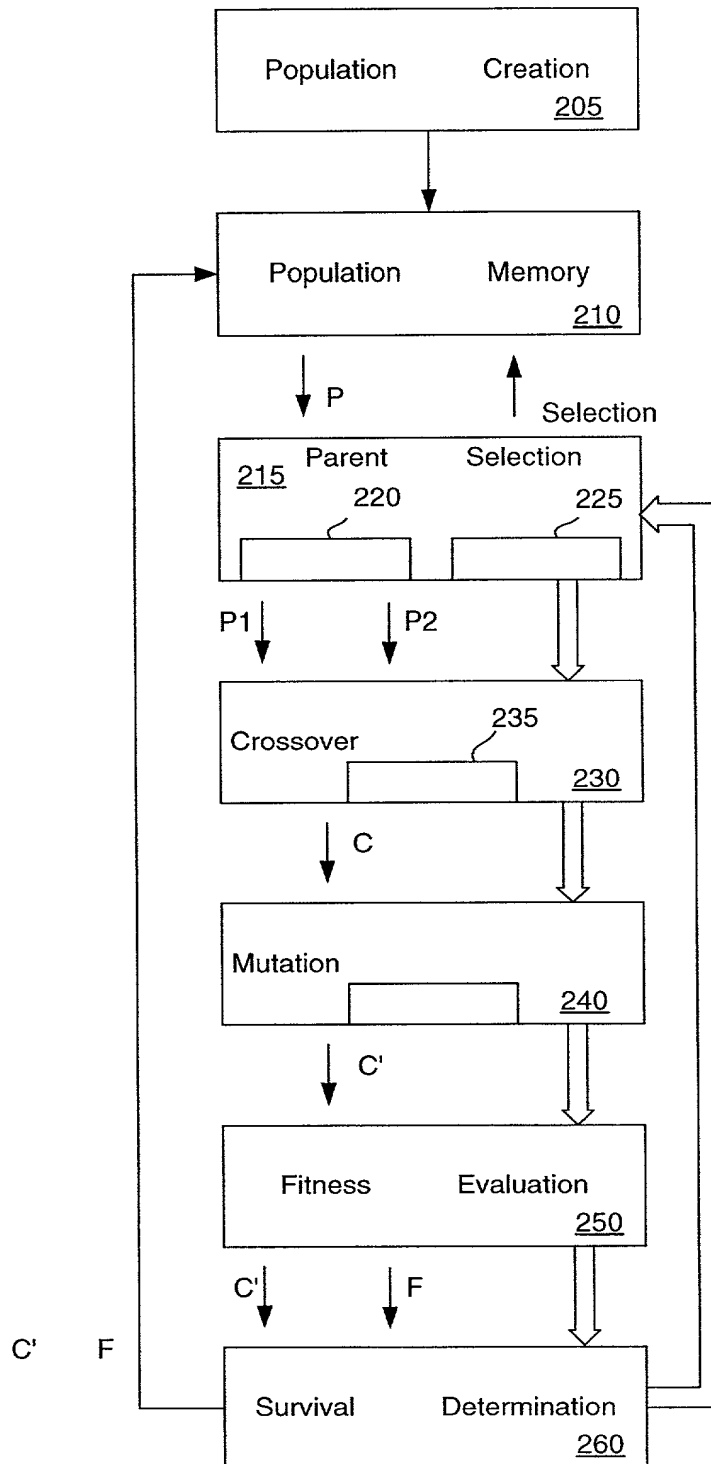 Population Creation
205
Population Memory
210
P
Selection
Parent Selection
215
220 225
P1 P2
235
Crossover
230
C
Mutation
240
C'
Fitness Evaluation
250
C' F
C' F
Survival Determination
260